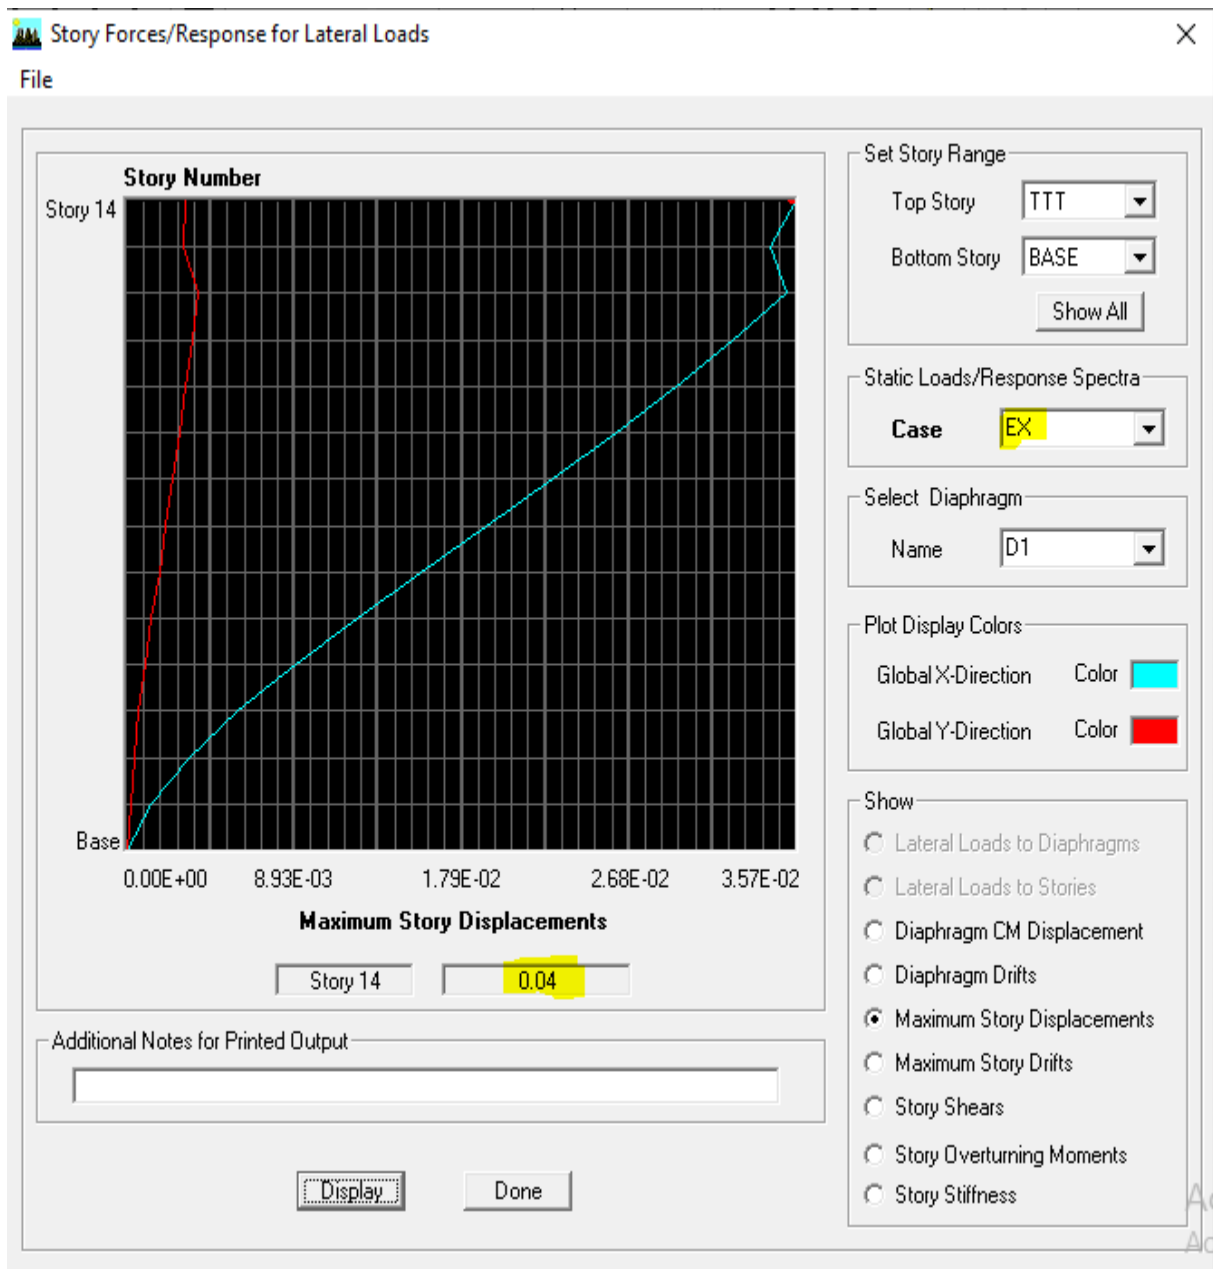 Story Forces/Response for Lateral Loads
File
Story Number
Story 14
Base
0.00E+00 8.93E-03 1.79E-02 2.68E-02 3.57E-02
Maximum Story Displacements
Story 14 0.04
Additional Notes for Printed Output
Display Done
Set Story Range
Top Story TTT
Bottom Story BASE
Show All
Static Loads/Response Spectra
Case EX
Select Diaphragm
Name D1
Plot Display Colors
Global X-Direction Color
Global Y-Direction Color
Show
Lateral Loads to Diaphragms
Lateral Loads to Stories
Diaphragm CM Displacement
Diaphragm Drifts
Maximum Story Displacements
Maximum Story Drifts
Story Shears
Story Overturning Moments
Story Stiffness